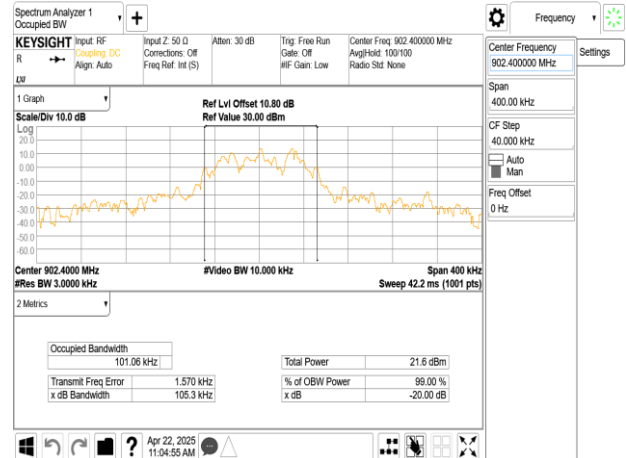 Spectrum Analyzer 1
Occupied BW
+
Frequency
KEYSIGHT
R
LXI
Input: RF
Coupling: DC
Align: Auto
Input Z: 50 Ω
Corrections: Off
Freq Ref: Int (S)
Atten: 30 dB
Trig: Free Run
Gate: Off
#IF Gain: Low
Center Freq: 902.400000 MHz
Avg|Hold: 100/100
Radio Std: None
Center Frequency
902.400000 MHz
Settings
Span
400.00 kHz
CF Step
40.000 kHz
Auto
Man
Freq Offset
0 Hz
1 Graph
Scale/Div 10.0 dB
Ref Lvl Offset 10.80 dB
Ref Value 30.00 dBm
Log
20.0
10.0
0.00
-10.0
-20.0
-30.0
-40.0
-50.0
-60.0
Center 902.4000 MHz
#Res BW 3.0000 kHz
#Video BW 10.000 kHz
Span 400 kHz
Sweep 42.2 ms (1001 pts)
2 Metrics
Occupied Bandwidth
101.06 kHz
Transmit Freq Error 1.570 kHz
x dB Bandwidth 105.3 kHz
Total Power 21.6 dBm
% of OBW Power 99.00 %
x dB -20.00 dB
?
Apr 22, 2025
11:04:55 AM